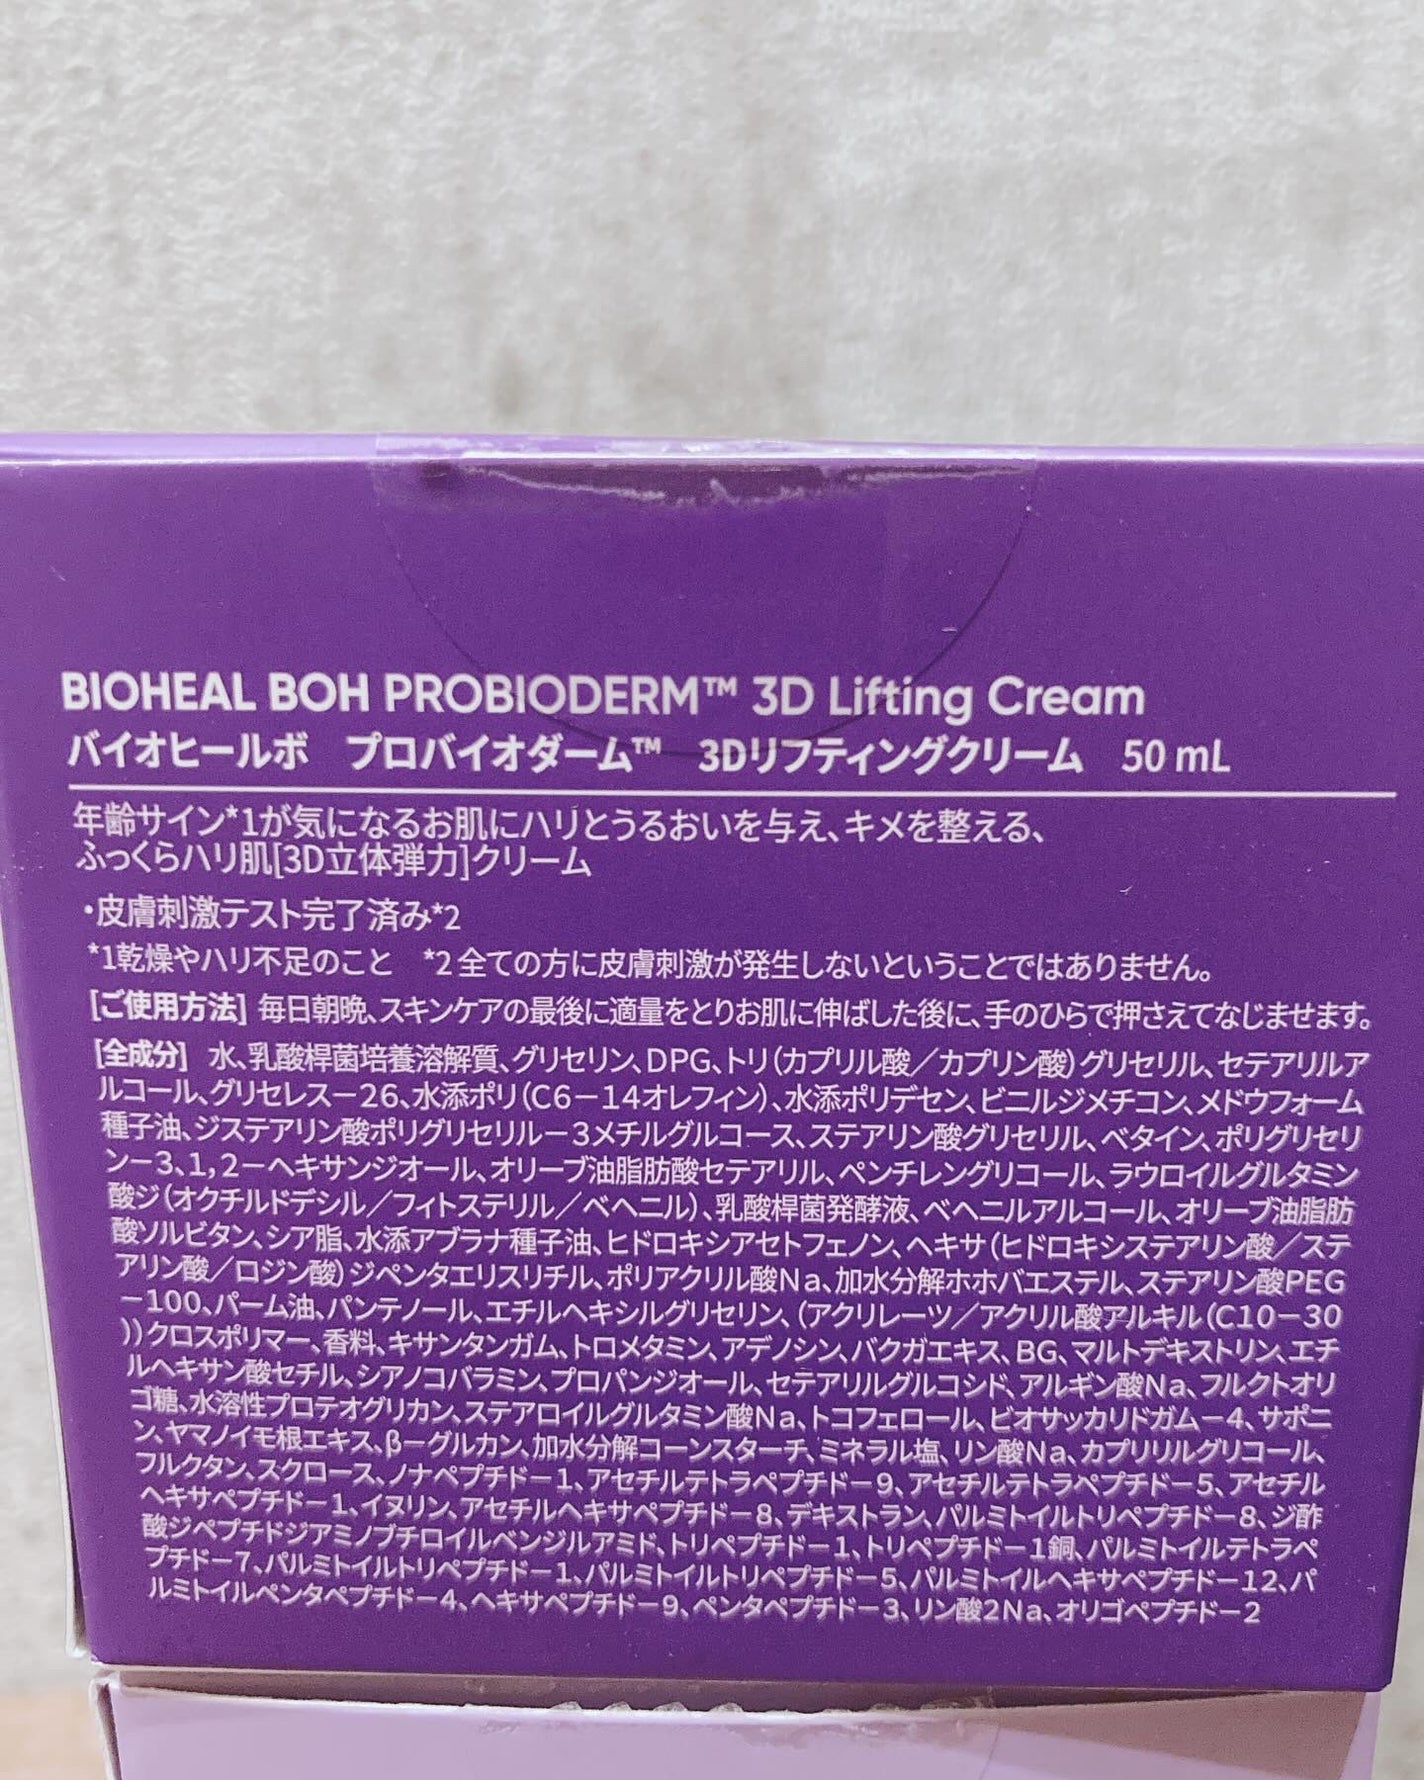 BIOHEAL BOH PROBIODERM™ 3D Lifting Cream
バイオヒールボ　プロバイオダーム™　3Dリフティングクリーム　50 mL
年齢サイン*1が気になるお肌にハリとうるおいを与え、キメを整える、
ふっくらハリ肌[3D立体弾力]クリーム
・皮膚刺激テスト完了済み*2
*1乾燥やハリ不足のこと　*2 全ての方に皮膚刺激が発生しないということではありません。
[ご使用方法] 毎日朝晩、スキンケアの最後に適量をとりお肌に伸ばした後に、手のひらで押さえてなじませます。
[全成分]　水、乳酸桿菌培養溶解質、グリセリン、DPG、トリ(カプリル酸／カプリン酸)グリセリル、セテアリルア
ルコール、グリセレス－26、水添ポリ(C6－14オレフィン)、水添ポリデセン、ビニルジメチコン、メドウフォーム
種子油、ジステアリン酸ポリグリセリル－3メチルグルコース、ステアリン酸グリセリル、ベタイン、ポリグリセリ
ン－3、1,2－ヘキサンジオール、オリーブ油脂肪酸セテアリル、ペンチレングリコール、ラウロイルグルタミン
酸ジ(オクチルドデシル／フィトステリル／ベヘニル)、乳酸桿菌発酵液、ベヘニルアルコール、オリーブ油脂肪
酸ソルビタン、シア脂、水添アブラナ種子油、ヒドロキシアセトフェノン、ヘキサ(ヒドロキシステアリン酸／ステ
アリン酸／ロジン酸)ジペンタエリスリチル、ポリアクリル酸Na、加水分解ホホバエステル、ステアリン酸PEG
－100、パーム油、パンテノール、エチルヘキシルグリセリン、(アクリレーツ／アクリル酸アルキル(C10－30
))クロスポリマー、香料、キサンタンガム、トロメタミン、アデノシン、バクガエキス、BG、マルトデキストリン、エチ
ルヘキサン酸セチル、シアノコバラミン、プロパンジオール、セテアリルグルコシド、アルギン酸Na、フルクトオリ
ゴ糖、水溶性プロテオグリカン、ステアロイルグルタミン酸Na、トコフェロール、ビオサッカリドガム－4、サポニ
ン、ヤマノイモ根エキス、β－グルカン、加水分解コーンスターチ、ミネラル塩、リン酸Na、カプリリルグリコール、
フルクタン、スクロース、ノナペプチド－1、アセチルテトラペプチド－9、アセチルテトラペプチド－5、アセチル
ヘキサペプチド－1、イヌリン、アセチルヘキサペプチド－8、デキストラン、パルミトイルトリペプチド－8、ジ酢
酸ジペプチドジアミノブチロイルベンジルアミド、トリペプチド－1、トリペプチド－1銅、パルミトイルテトラペ
プチド－7、パルミトイルトリペプチド－1、パルミトイルトリペプチド－5、パルミトイルヘキサペプチド－12、パ
ルミトイルペンタペプチド－4、ヘキサペプチド－9、ペンタペプチド－3、リン酸2Na、オリゴペプチド－2